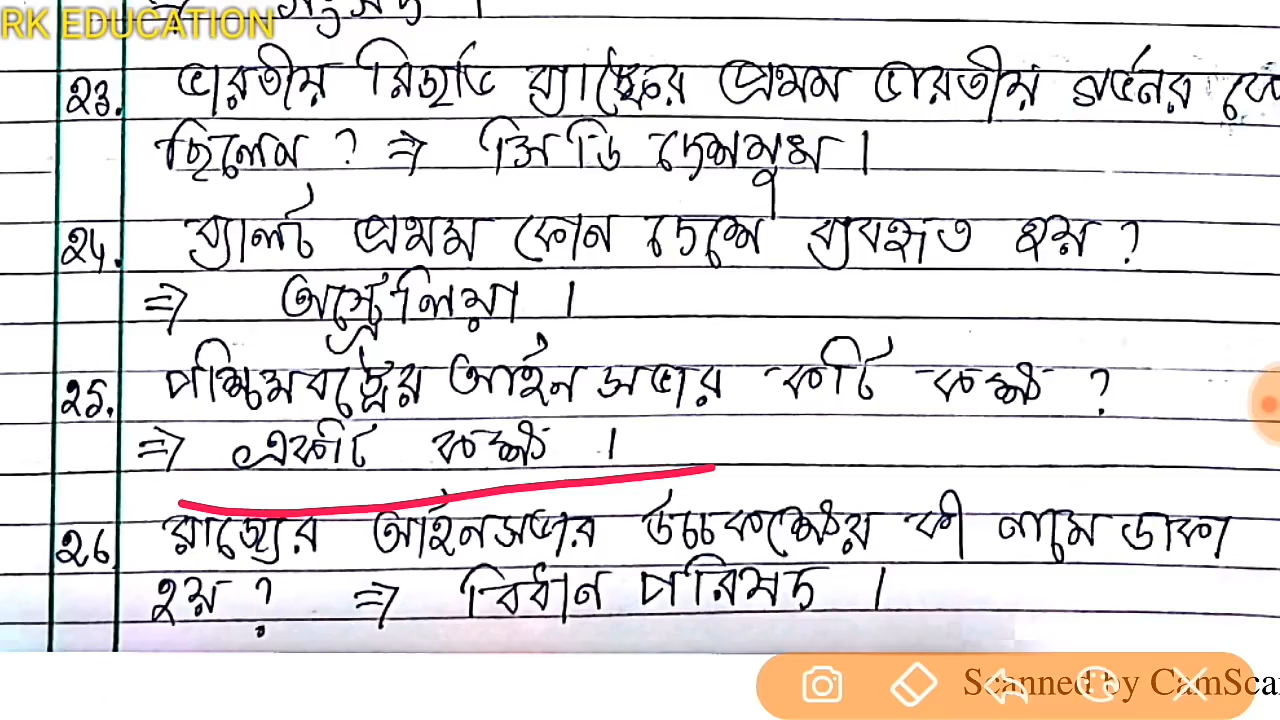 RK EDUCATION
২৩. ভারতীয় রিজার্ভ ব্যাঙ্কের প্রথম ভারতীয় গভর্নর কে
ছিলেন ? ⇒ সি ডি দেশমুখ ।
২৪. ব্যালট প্রথম কোন দেশে ব্যবহৃত হয় ?
⇒ অস্ট্রেলিয়া ।
২৫. পশ্চিমবঙ্গের আইন সভার কটি কক্ষ ?
⇒ একটি কক্ষ ।
২৬ রাজ্যের আইনসভার উচ্চকক্ষের কী নামে ডাকা
হয় ? ⇒ বিধান পরিষদ ।
Scanned by CamSca